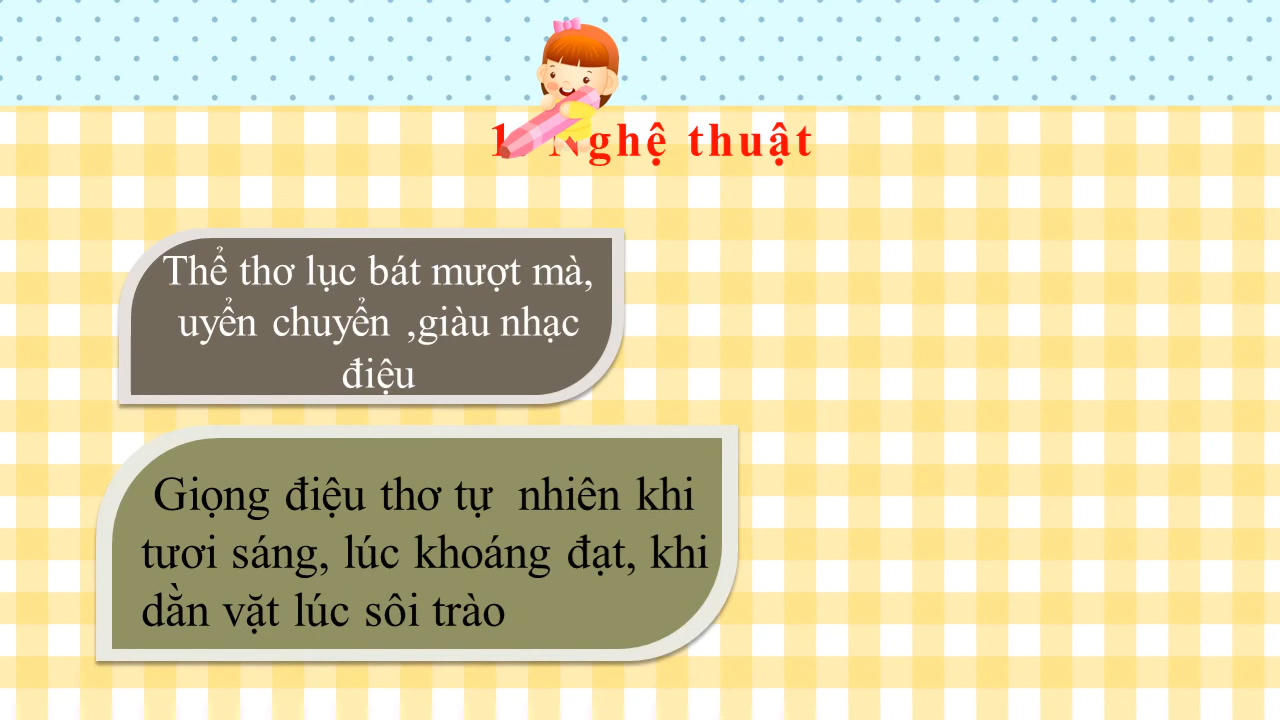 1. Nghệ thuật
Thể thơ lục bát mượt mà,
uyển chuyển ,giàu nhạc
điệu
Giọng điệu thơ tự nhiên khi
tươi sáng, lúc khoáng đạt, khi
dằn vặt lúc sôi trào